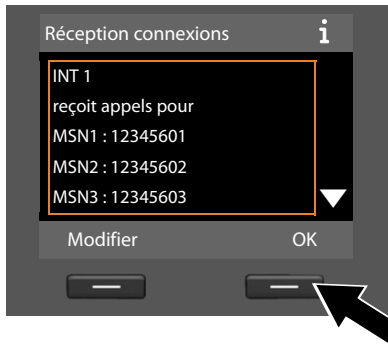 Réception connexions i
INT 1
reçoit appels pour
MSN1 : 12345601
MSN2 : 12345602
MSN3 : 12345603
Modifier OK